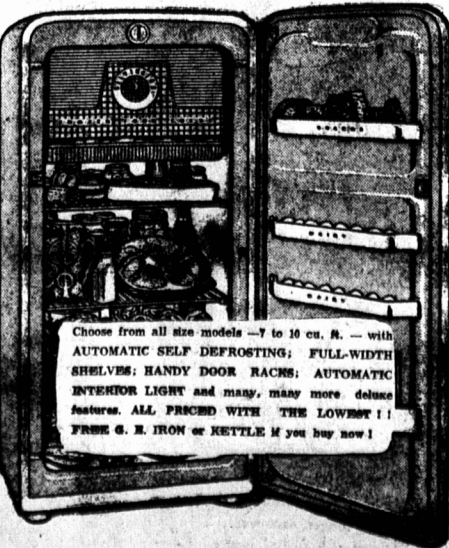 Choose from all size models —7 to 10 cu. ft. — with
AUTOMATIC SELF DEFROSTING; FULL-WIDTH
SHELVES; HANDY DOOR RACKS; AUTOMATIC
INTERIOR LIGHT and many, many more deluxe
features. ALL PRICED WITH THE LOWEST ! !
FREE G. E. IRON or KETTLE if you buy now !